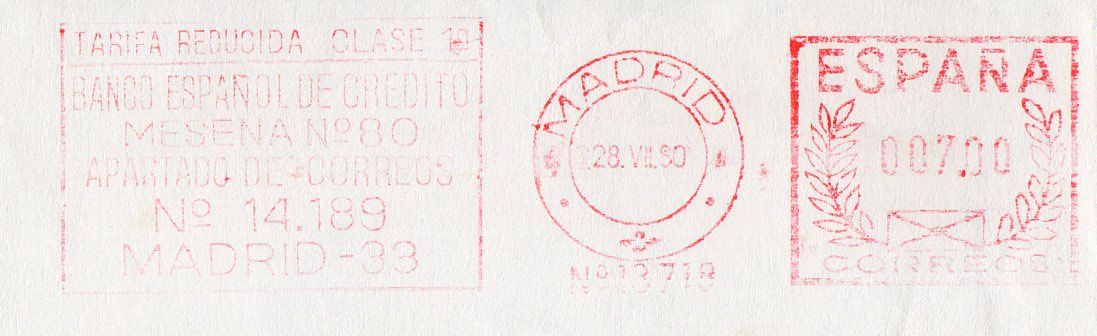 TARIFA REDUCIDA CLASE 1ª
BANCO ESPAÑOL DE CREDITO
MESENA Nº 80
APARTADO DE CORREOS
Nº 14.189
MADRID-33
MADRID
28.VII.90
Nº 13718
ESPAÑA
007.00
CORREOS